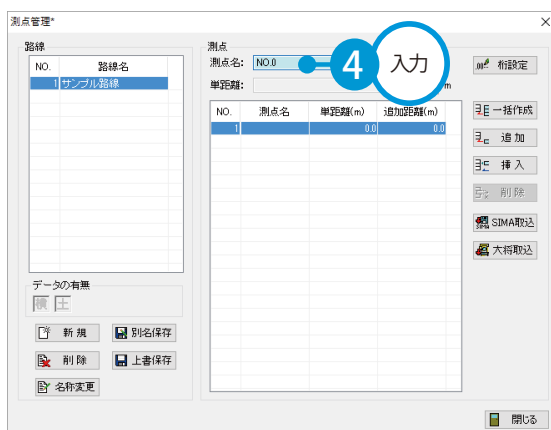 測点管理*
路線
NO. 路線名
1 サンプル路線
データの有無
横 土
新 規 別名保存
削 除 上書保存
名称変更
測点
測点名: NO.0
4 入力
単距離: m
NO. 測点名 単距離(m) 追加距離(m)
1 0.0 0.0
.00 桁設定
一括作成
追 加
挿 入
削 除
SIMA SIMA取込
大将取込
閉じる